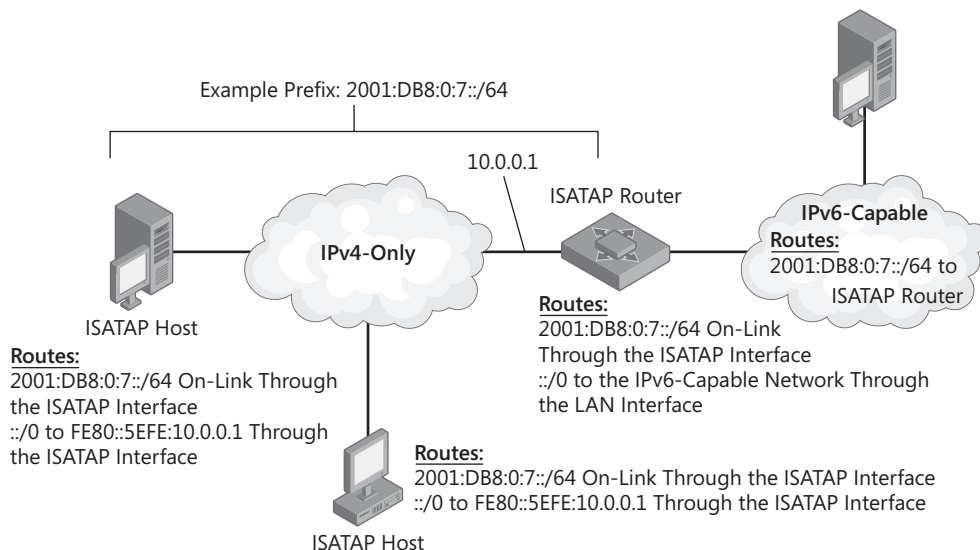 Example Prefix: 2001:DB8:0:7::/64
10.0.0.1
ISATAP Router
IPv4-Only
IPv6-Capable
Routes:
2001:DB8:0:7::/64 to
ISATAP Router
ISATAP Host
Routes:
2001:DB8:0:7::/64 On-Link Through
the ISATAP Interface
::/0 to FE80::5EFE:10.0.0.1 Through
the ISATAP Interface
Routes:
2001:DB8:0:7::/64 On-Link
Through the ISATAP Interface
::/0 to the IPv6-Capable Network Through
the LAN Interface
Routes:
2001:DB8:0:7::/64 On-Link Through the ISATAP Interface
::/0 to FE80::5EFE:10.0.0.1 Through the ISATAP Interface
ISATAP Host